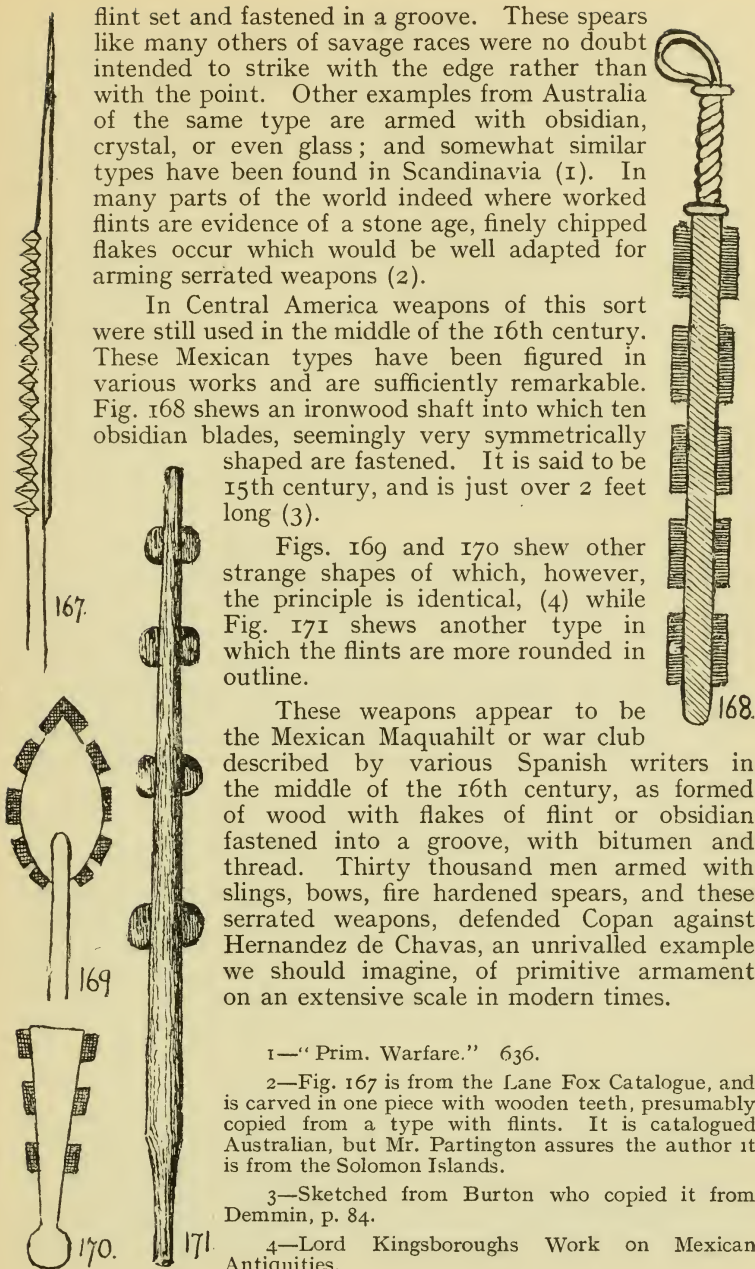 flint set and fastened in a groove. These spears
like many others of savage races were no doubt
intended to strike with the edge rather than
with the point. Other examples from Australia
of the same type are armed with obsidian,
crystal, or even glass; and somewhat similar
types have been found in Scandinavia (1). In
many parts of the world indeed where worked
flints are evidence of a stone age, finely chipped
flakes occur which would be well adapted for
arming serrated weapons (2).
In Central America weapons of this sort
were still used in the middle of the 16th century.
These Mexican types have been figured in
various works and are sufficiently remarkable.
Fig. 168 shews an ironwood shaft into which ten
obsidian blades, seemingly very symmetrically
shaped are fastened. It is said to be
15th century, and is just over 2 feet
long (3).
Figs. 169 and 170 shew other
strange shapes of which, however,
the principle is identical, (4) while
Fig. 171 shews another type in
which the flints are more rounded in
outline.
These weapons appear to be
the Mexican Maquahilt or war club
described by various Spanish writers in
the middle of the 16th century, as formed
of wood with flakes of flint or obsidian
fastened into a groove, with bitumen and
thread. Thirty thousand men armed with
slings, bows, fire hardened spears, and these
serrated weapons, defended Copan against
Hernandez de Chavas, an unrivalled example
we should imagine, of primitive armament
on an extensive scale in modern times.
1—"Prim. Warfare." 636.
2—Fig. 167 is from the Lane Fox Catalogue, and
is carved in one piece with wooden teeth, presumably
copied from a type with flints. It is catalogued
Australian, but Mr. Partington assures the author it
is from the Solomon Islands.
3—Sketched from Burton who copied it from
Demmin, p. 84.
4—Lord Kingsboroughs Work on Mexican
Antiquities.
167.
168.
169
170.
171